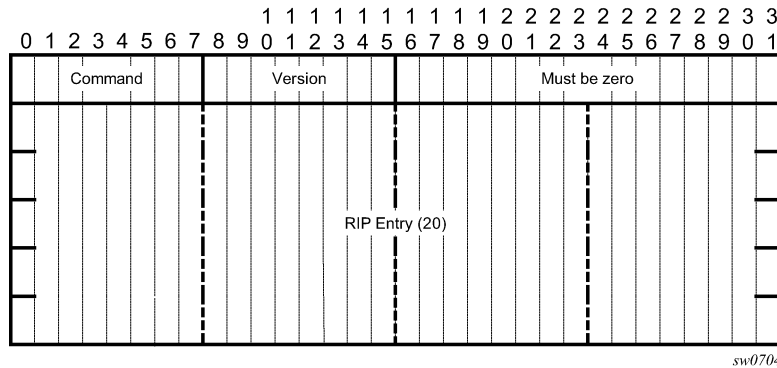 1 1 1 1 1 1 1 1 1 1 2 2 2 2 2 2 2 2 2 2 3 3
0 1 2 3 4 5 6 7 8 9 0 1 2 3 4 5 6 7 8 9 0 1 2 3 4 5 6 7 8 9 0 1
Command Version Must be zero
RIP Entry (20)
sw0704